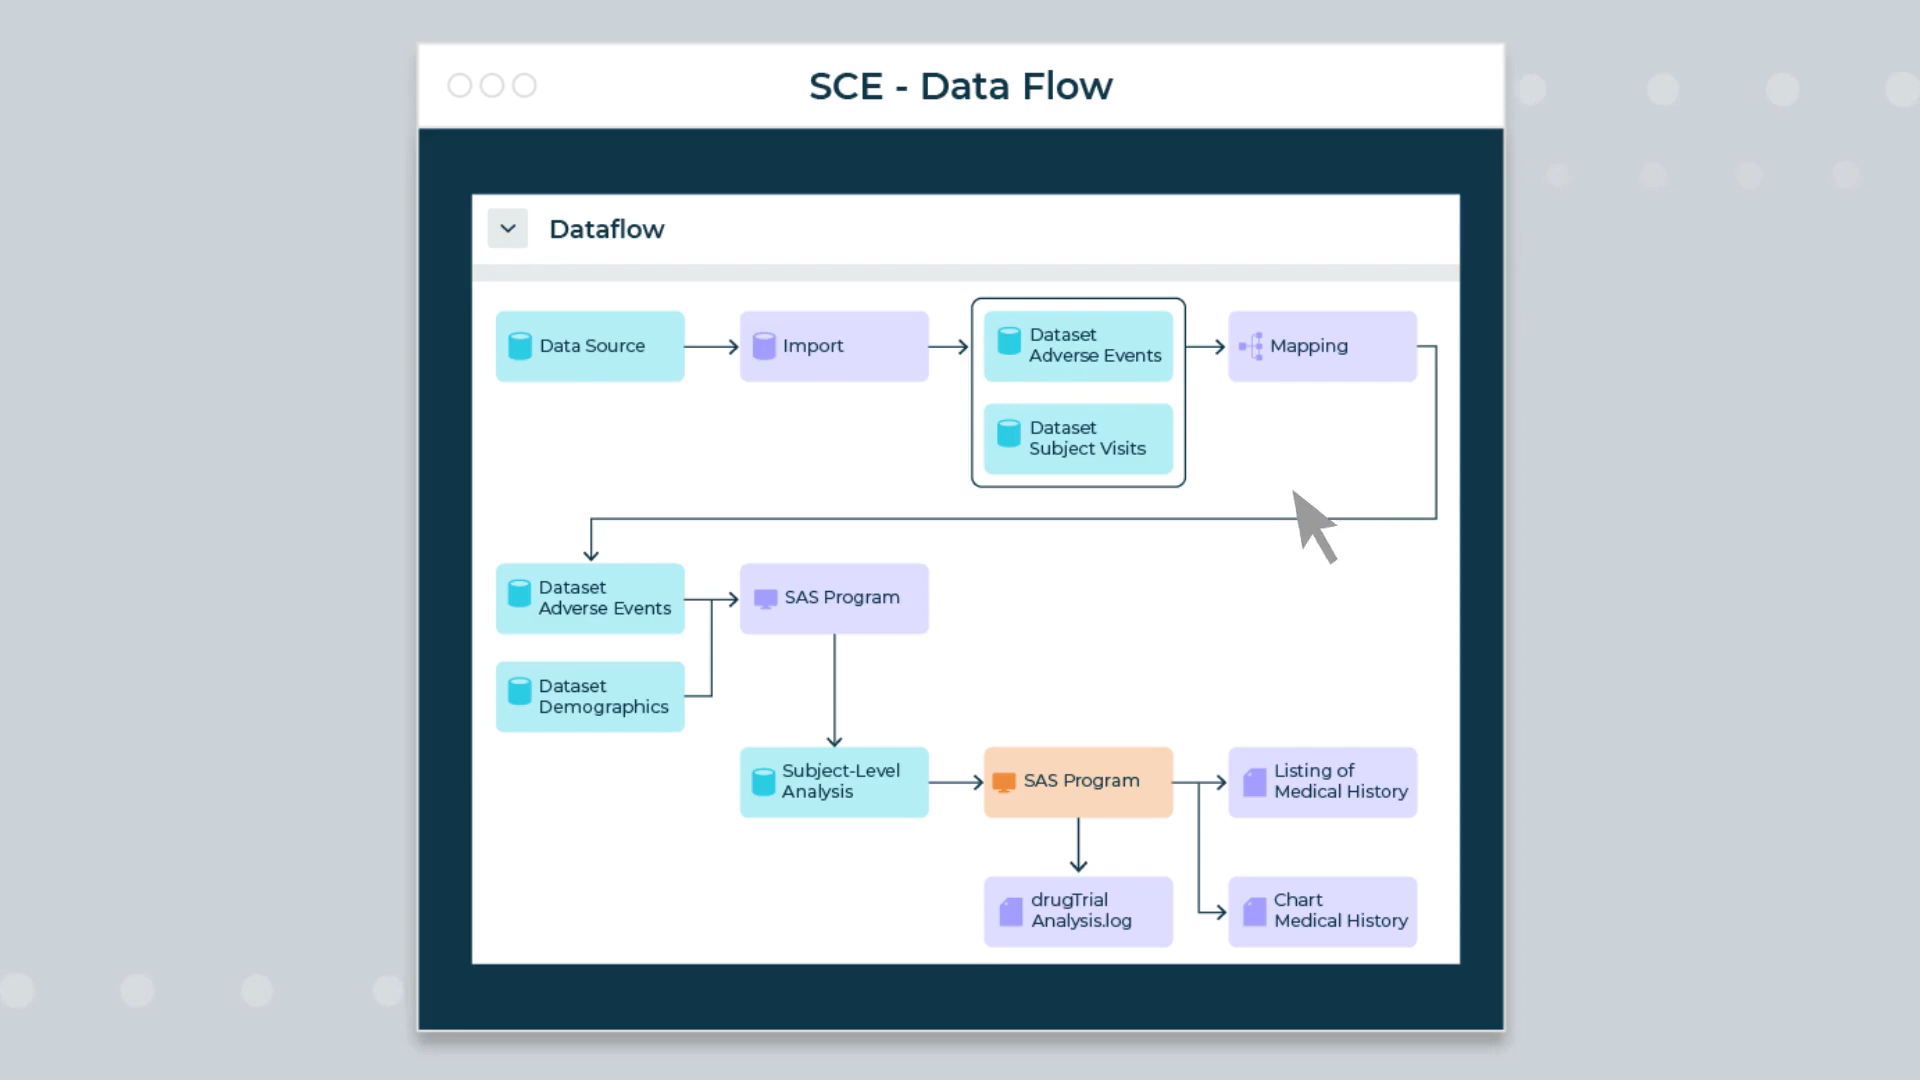 SCE - Data Flow
Dataflow
Data Source
Import
Dataset
Adverse Events
Dataset
Subject Visits
Mapping
Dataset
Adverse Events
SAS Program
Dataset
Demographics
Subject-Level
Analysis
SAS Program
Listing of
Medical History
drugTrial
Analysis.log
Chart
Medical History